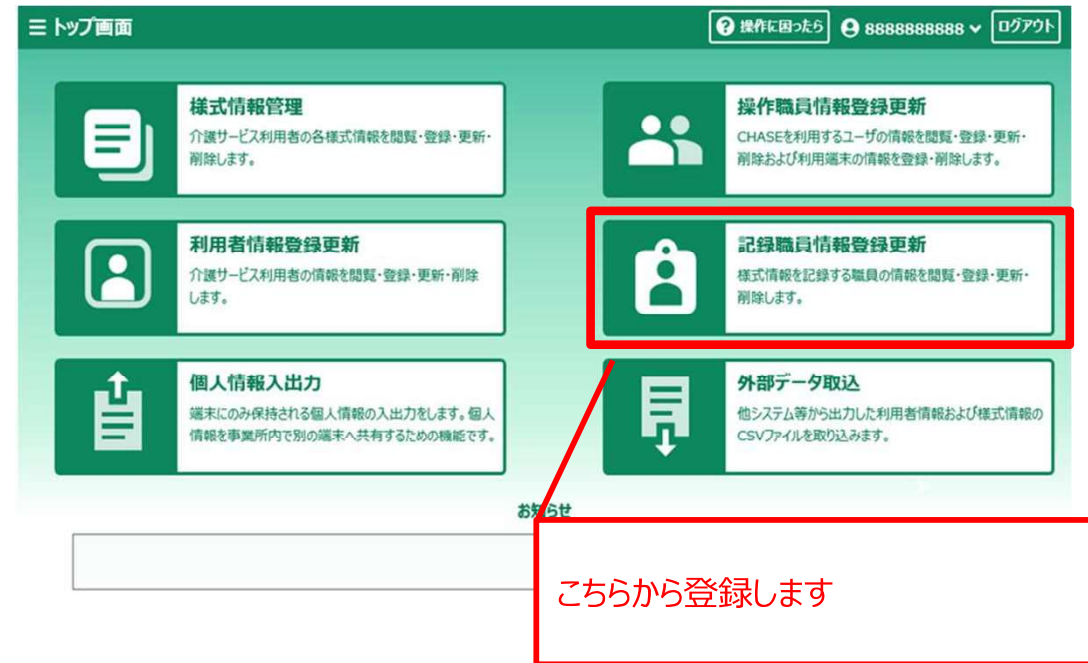 トップ画面
操作に困ったら
8888888888
ログアウト
様式情報管理
介護サービス利用者の各様式情報を閲覧・登録・更新・
削除します。
操作職員情報登録更新
CHASEを利用するユーザの情報を閲覧・登録・更新・
削除および利用端末の情報を登録・削除します。
利用者情報登録更新
介護サービス利用者の情報を閲覧・登録・更新・削除
します。
記録職員情報登録更新
様式情報を記録する職員の情報を閲覧・登録・更新・
削除します。
個人情報入出力
端末にのみ保持される個人情報の入出力をします。個人
情報を事業所内で別の端末へ共有するための機能です。
外部データ取込
他システム等から出力した利用者情報および様式情報の
CSVファイルを取り込みます。
お知らせ
こちらから登録します